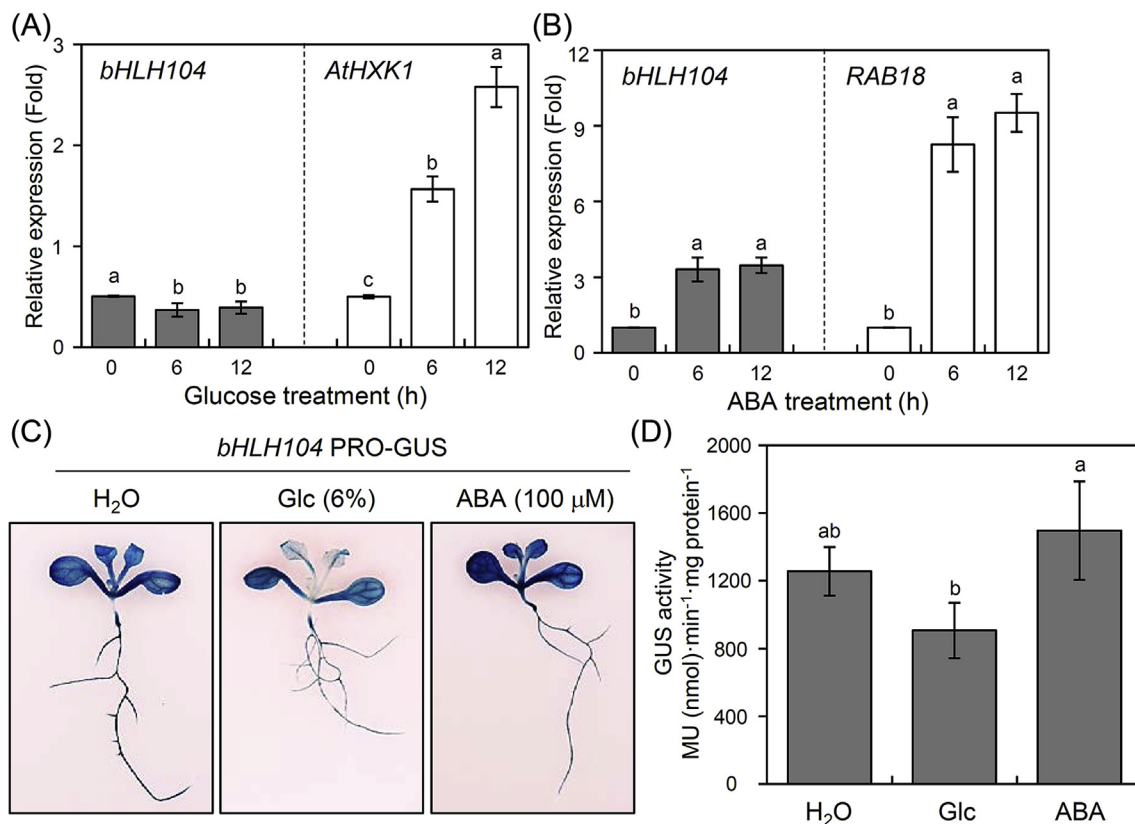 (A)
Relative expression (Fold)
3
2
1
0
bHLH104
AtHXK1
a
b
b
c
b
a
0 6 12 0 6 12
Glucose treatment (h)
(B)
Relative expression (Fold)
12
9
6
3
0
bHLH104
RAB18
b
a
a
b
a
a
0 6 12 0 6 12
ABA treatment (h)
(C)
bHLH104 PRO-GUS
H₂O
Glc (6%)
ABA (100 μM)
(D)
GUS activity
MU (nmol)·min⁻¹·mg protein⁻¹
2000
1600
1200
800
400
0
ab
b
a
H₂O Glc ABA